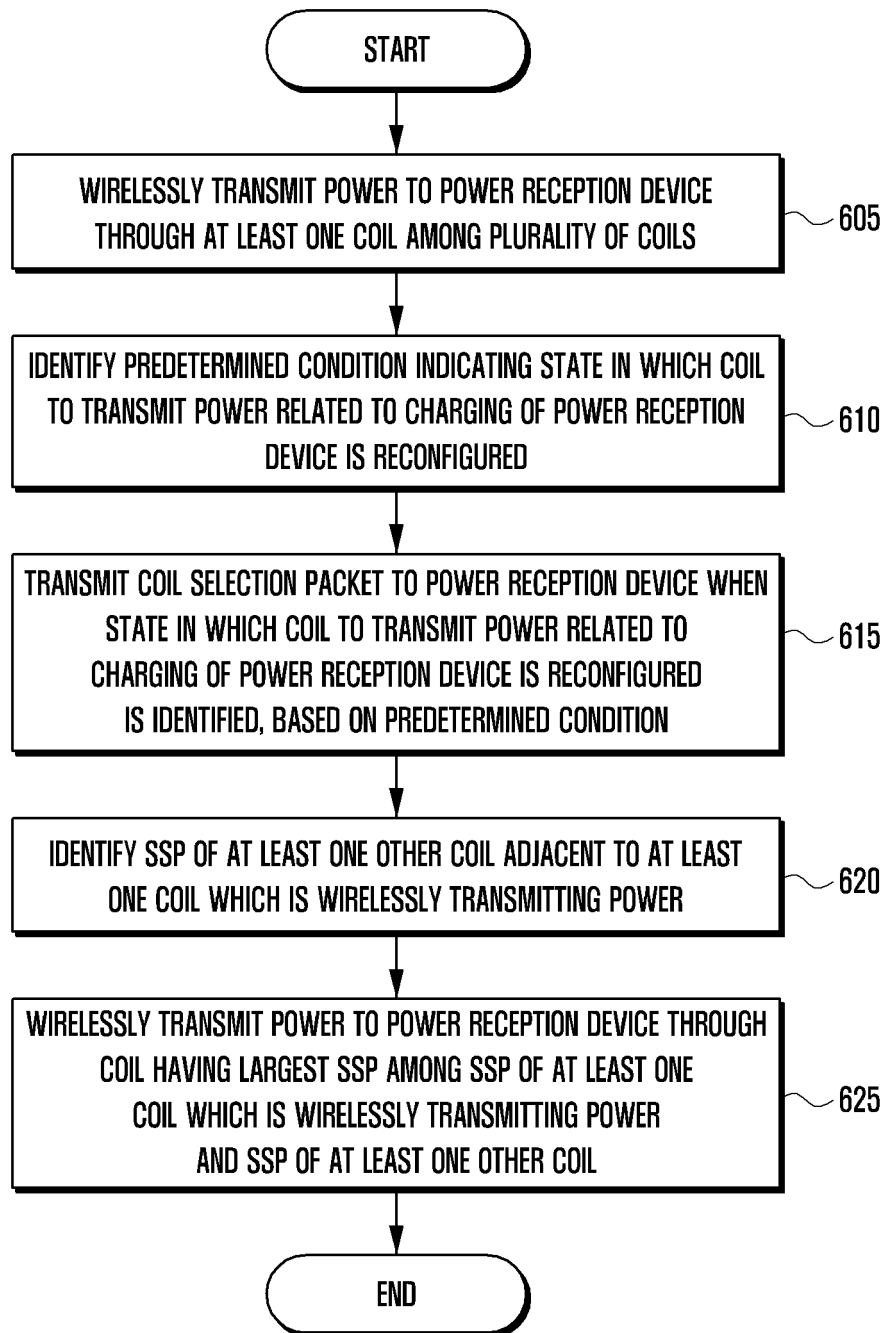 START
WIRELESSLY TRANSMIT POWER TO POWER RECEPTION DEVICE
THROUGH AT LEAST ONE COIL AMONG PLURALITY OF COILS
605
IDENTIFY PREDETERMINED CONDITION INDICATING STATE IN WHICH COIL
TO TRANSMIT POWER RELATED TO CHARGING OF POWER RECEPTION
DEVICE IS RECONFIGURED
610
TRANSMIT COIL SELECTION PACKET TO POWER RECEPTION DEVICE WHEN
STATE IN WHICH COIL TO TRANSMIT POWER RELATED TO
CHARGING OF POWER RECEPTION DEVICE IS RECONFIGURED
IS IDENTIFIED, BASED ON PREDETERMINED CONDITION
615
IDENTIFY SSP OF AT LEAST ONE OTHER COIL ADJACENT TO AT LEAST
ONE COIL WHICH IS WIRELESSLY TRANSMITTING POWER
620
WIRELESSLY TRANSMIT POWER TO POWER RECEPTION DEVICE THROUGH
COIL HAVING LARGEST SSP AMONG SSP OF AT LEAST ONE
COIL WHICH IS WIRELESSLY TRANSMITTING POWER
AND SSP OF AT LEAST ONE OTHER COIL
625
END